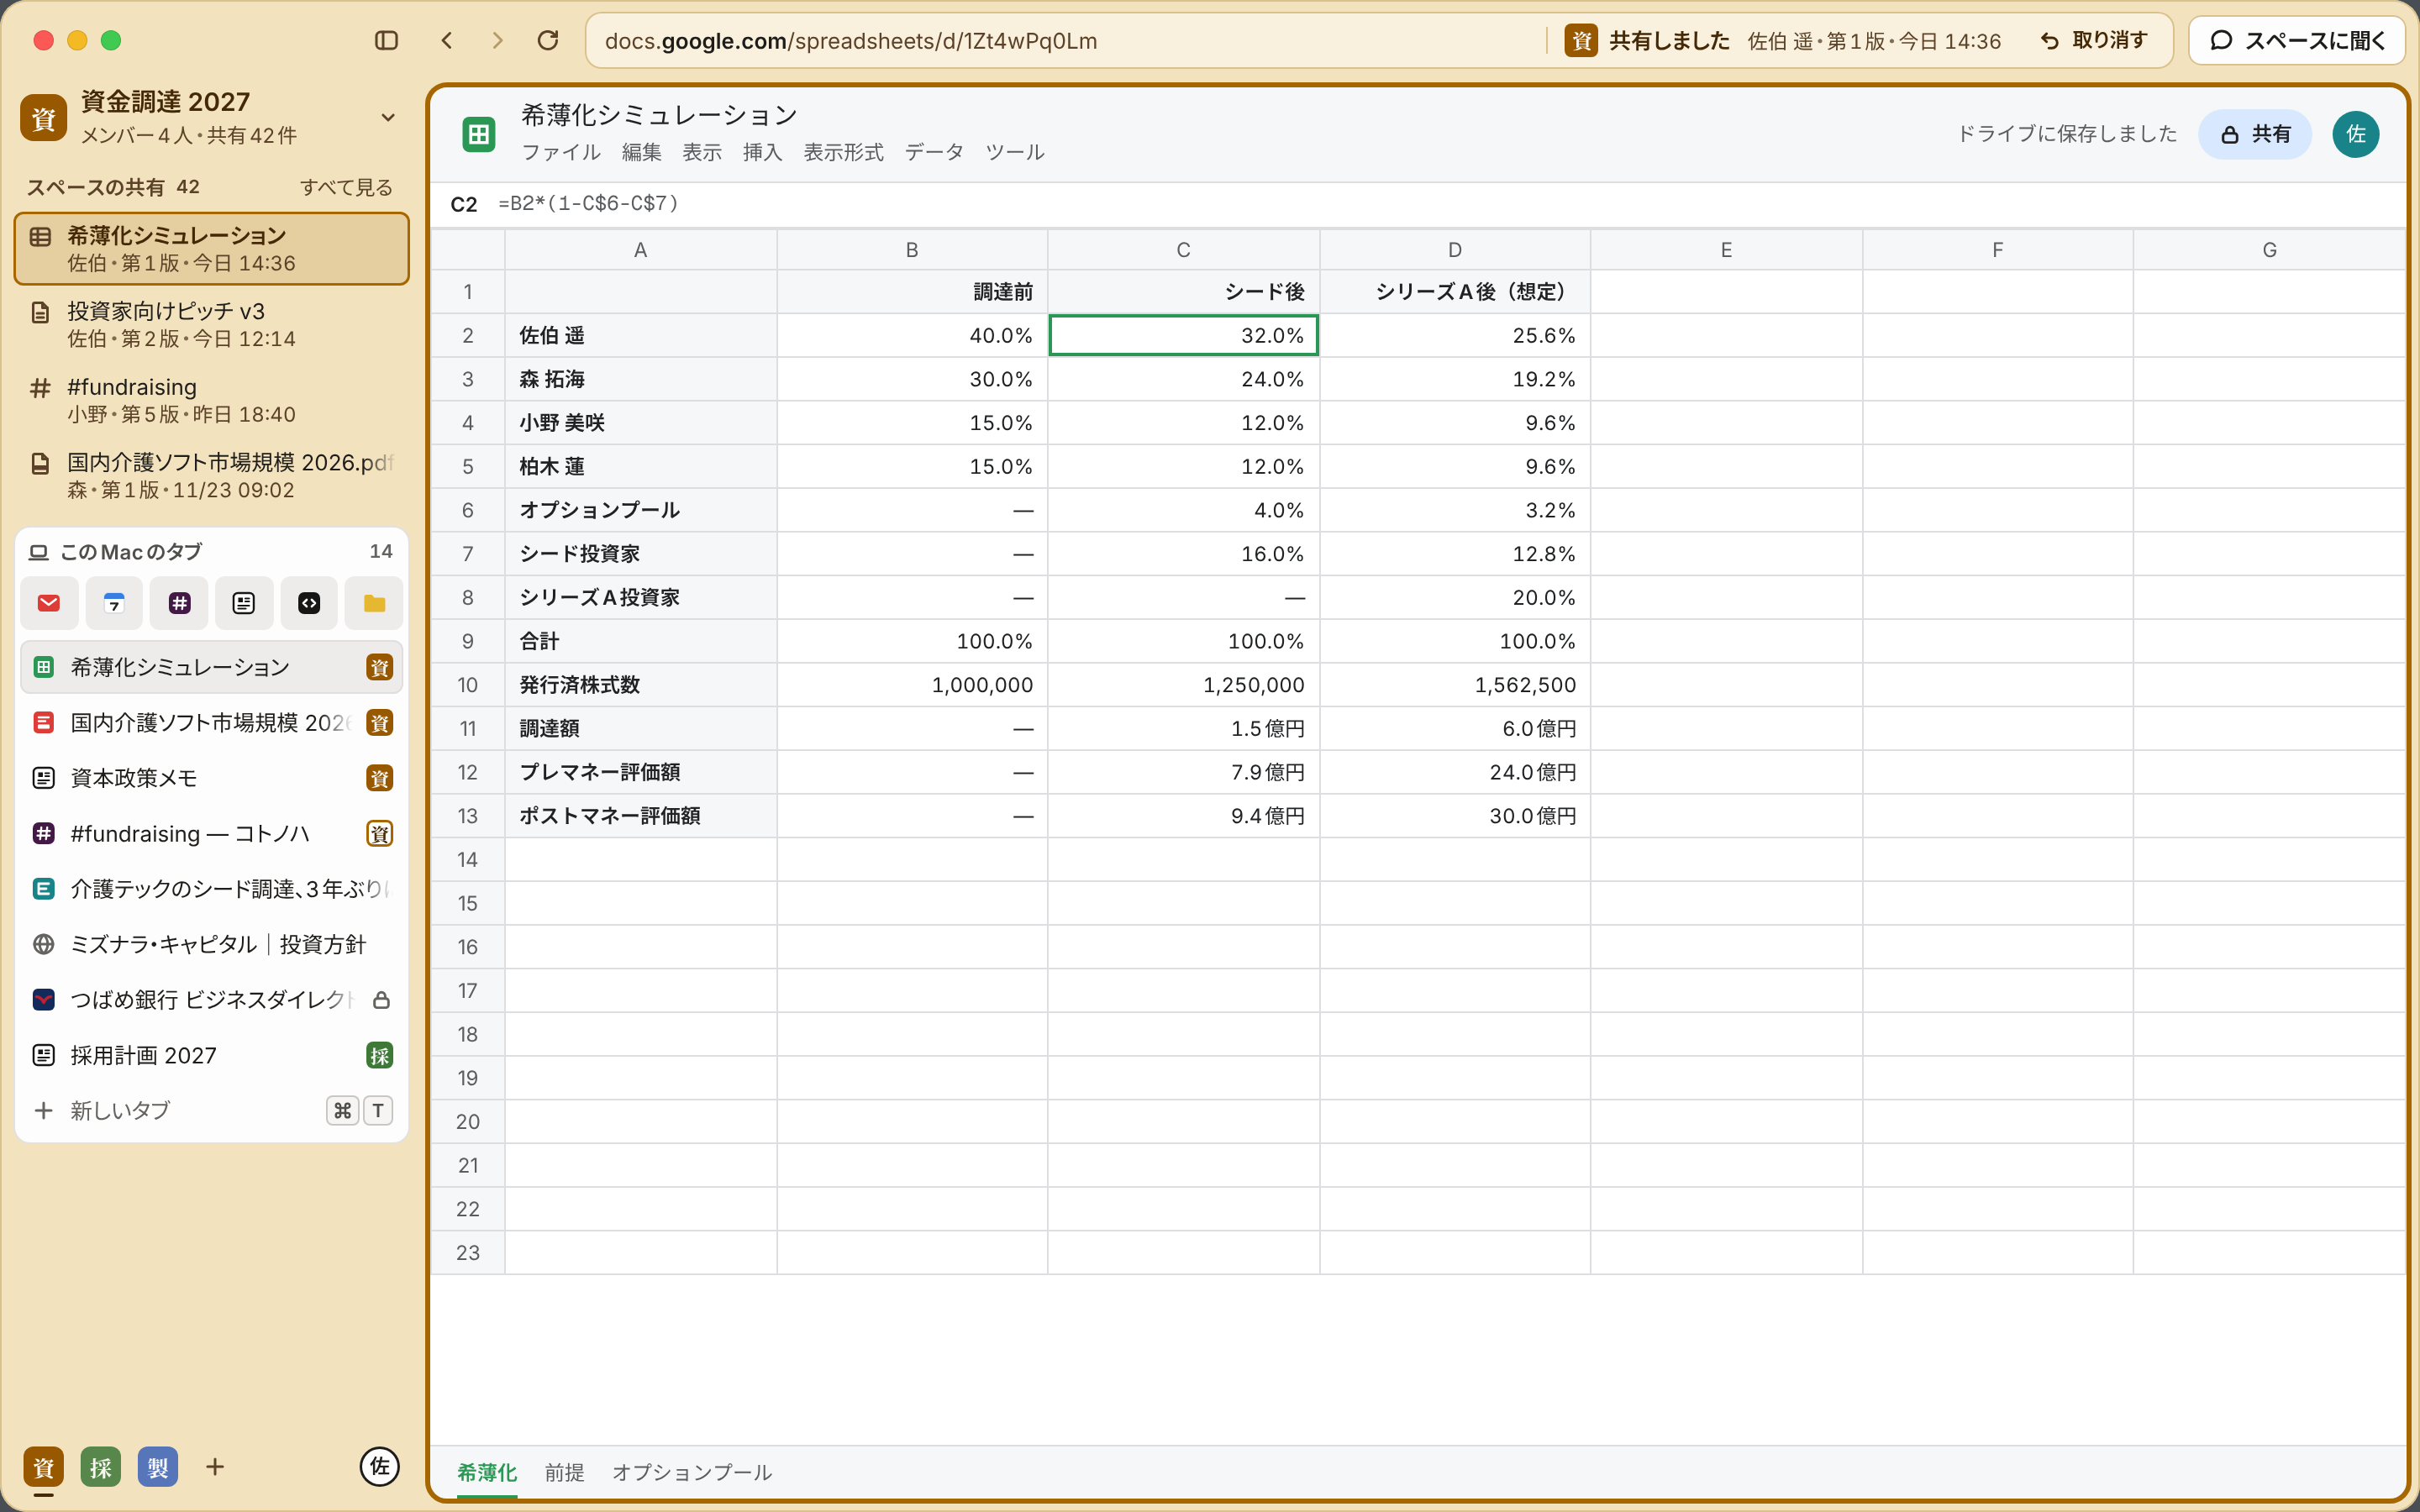 docs.google.com/spreadsheets/d/1Zt4wPq0Lm
資 共有しました 佐伯 遥・第1版・今日 14:36 取り消す
スペースに聞く
資 資金調達 2027
メンバー4人・共有42件
スペースの共有 42 すべて見る
希薄化シミュレーション
佐伯・第1版・今日 14:36
投資家向けピッチ v3
佐伯・第2版・今日 12:14
#fundraising
小野・第5版・昨日 18:40
国内介護ソフト市場規模 2026.pdf
森・第1版・11/23 09:02
このMacのタブ 14
7
希薄化シミュレーション 資
国内介護ソフト市場規模 2026 資
資本政策メモ 資
#fundraising — コトノハ 資
介護テックのシード調達、3年ぶり
ミズナラ・キャピタル｜投資方針
つばめ銀行 ビジネスダイレクト
採用計画 2027 採
新しいタブ ⌘ T
資 採 製 + 佐
希薄化シミュレーション
ファイル 編集 表示 挿入 表示形式 データ ツール
ドライブに保存しました 共有 佐
C2 =B2*(1-C$6-C$7)
A B C D E F G
1 調達前 シード後 シリーズA後（想定）
2 佐伯 遥 40.0% 32.0% 25.6%
3 森 拓海 30.0% 24.0% 19.2%
4 小野 美咲 15.0% 12.0% 9.6%
5 柏木 蓮 15.0% 12.0% 9.6%
6 オプションプール — 4.0% 3.2%
7 シード投資家 — 16.0% 12.8%
8 シリーズA投資家 — — 20.0%
9 合計 100.0% 100.0% 100.0%
10 発行済株式数 1,000,000 1,250,000 1,562,500
11 調達額 — 1.5億円 6.0億円
12 プレマネー評価額 — 7.9億円 24.0億円
13 ポストマネー評価額 — 9.4億円 30.0億円
14
15
16
17
18
19
20
21
22
23
希薄化 前提 オプションプール